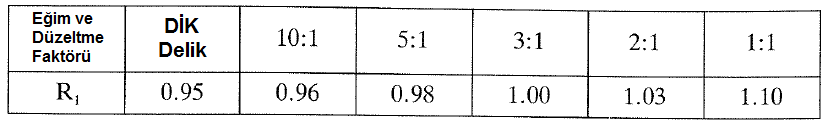 Eğim ve Düzeltme Faktörü DİK Delik 10:1 5:1 3:1 2:1 1:1
R₁ 0.95 0.96 0.98 1.00 1.03 1.10